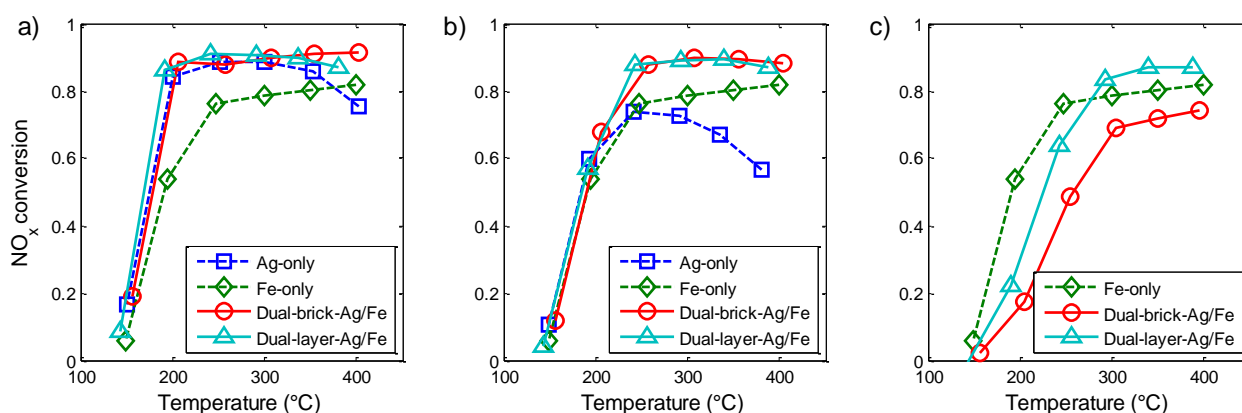 a)
NOx conversion
1
0.8
0.6
0.4
0.2
0
100 200 300 400
Temperature (°C)
Ag-only
Fe-only
Dual-brick-Ag/Fe
Dual-layer-Ag/Fe
b)
1
0.8
0.6
0.4
0.2
0
100 200 300 400
Temperature (°C)
Ag-only
Fe-only
Dual-brick-Ag/Fe
Dual-layer-Ag/Fe
c)
1
0.8
0.6
0.4
0.2
0
100 200 300 400
Temperature (°C)
Fe-only
Dual-brick-Ag/Fe
Dual-layer-Ag/Fe